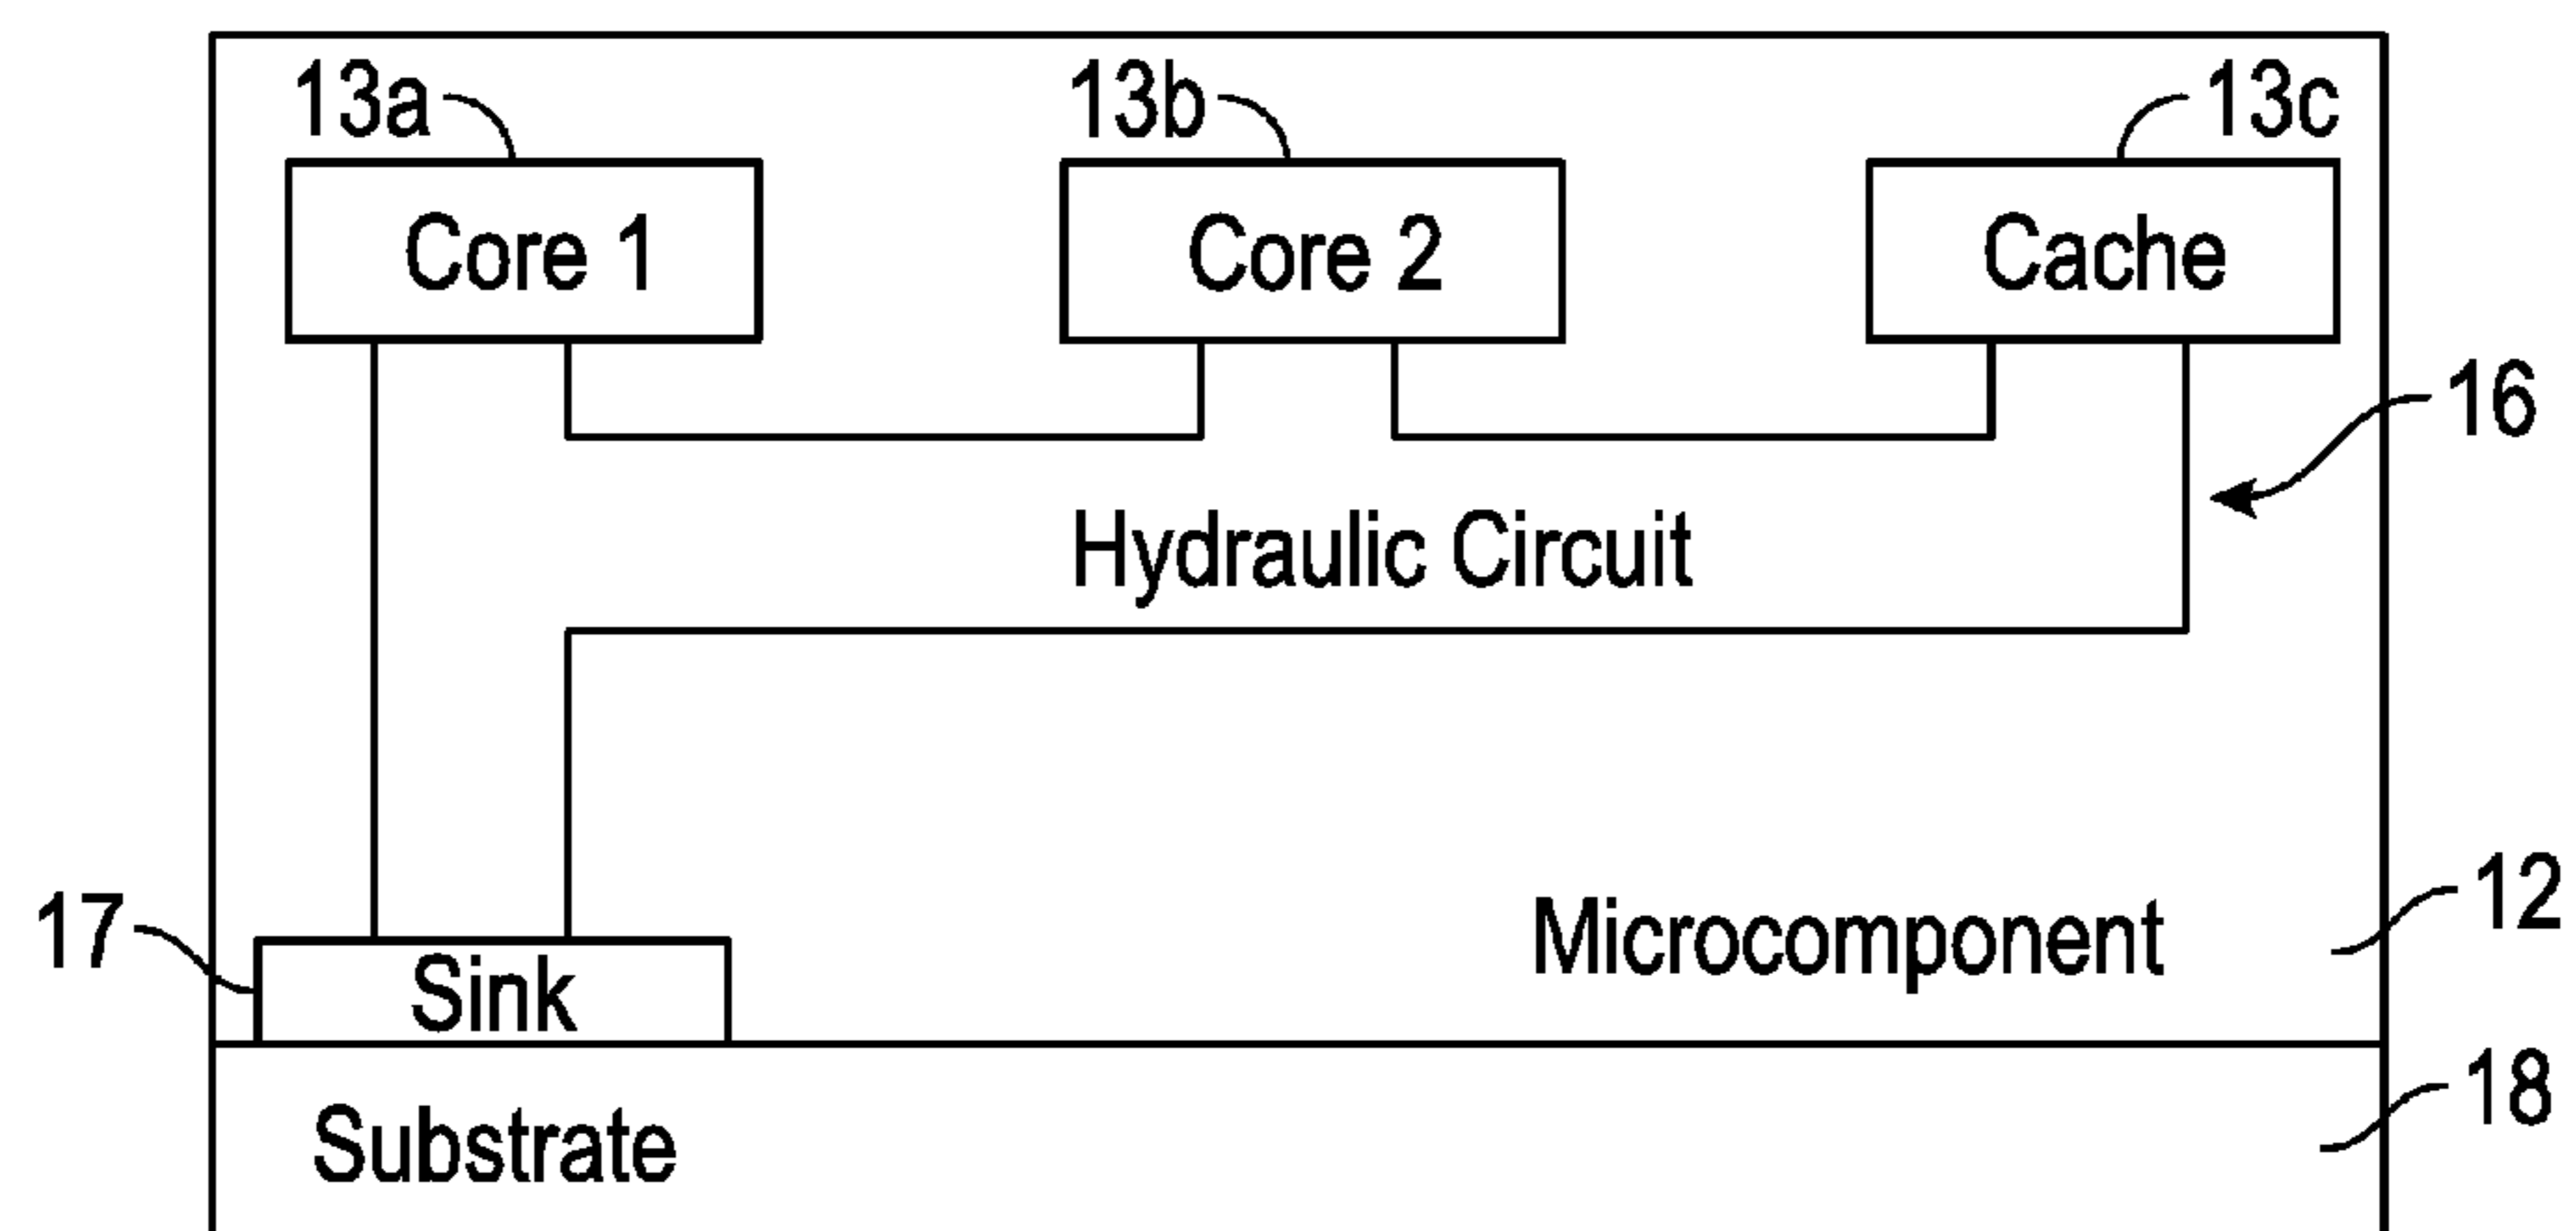 13a
13b
13c
Core 1
Core 2
Cache
16
Hydraulic Circuit
17
Sink
Microcomponent
12
18
Substrate